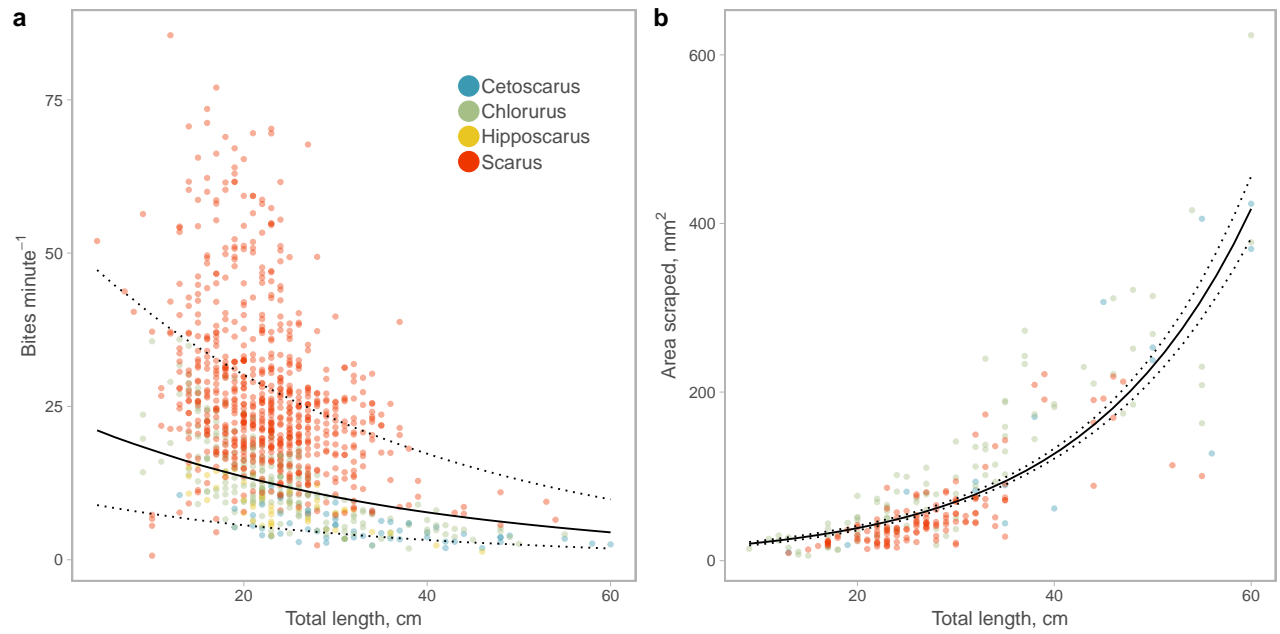 a
75
50
25
0
20
40
60
Bites minute⁻¹
Total length, cm
Cetoscarus
Chlorurus
Hipposcarus
Scarus
b
600
400
200
0
20
40
60
Area scraped, mm²
Total length, cm